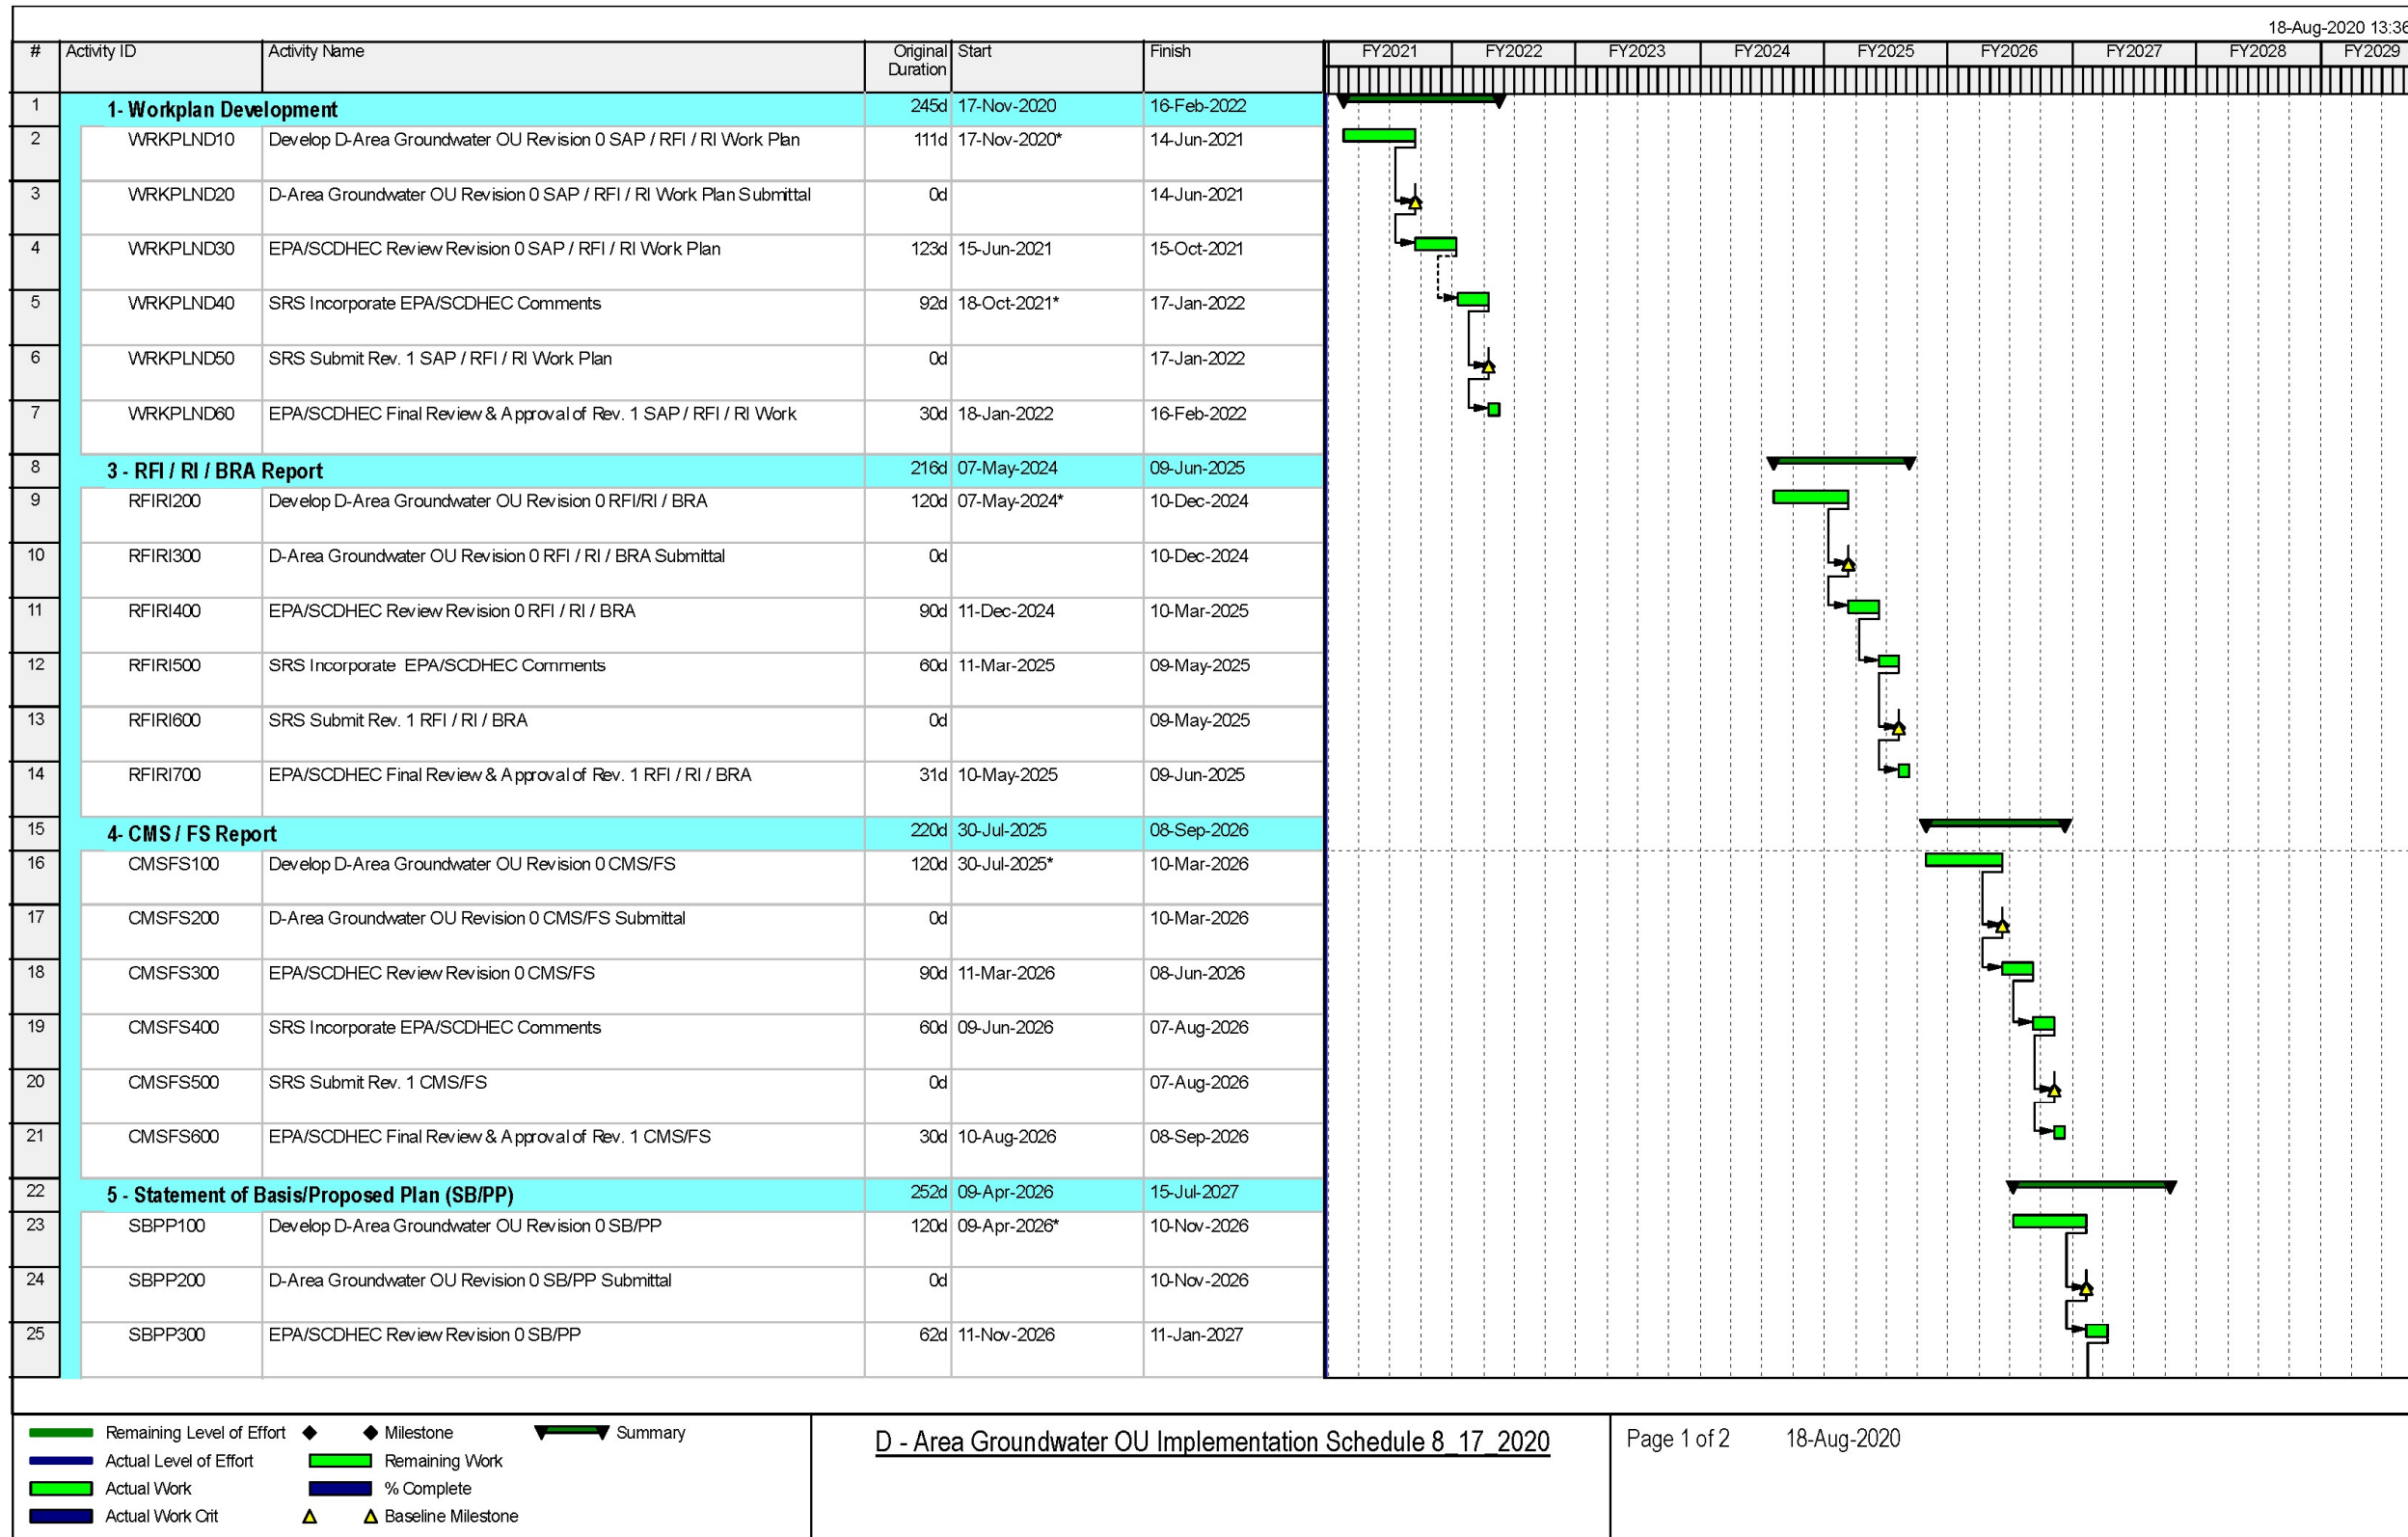 18-Aug-2020 13:36
# Activity ID Activity Name Original Duration Start Finish FY2021 FY2022 FY2023 FY2024 FY2025 FY2026 FY2027 FY2028 FY2029
1 1- Workplan Development 245d 17-Nov-2020 16-Feb-2022
2 WRKPLND10 Develop D-Area Groundwater OU Revision 0 SAP / RFI / RI Work Plan 111d 17-Nov-2020* 14-Jun-2021
3 WRKPLND20 D-Area Groundwater OU Revision 0 SAP / RFI / RI Work Plan Submittal 0d 14-Jun-2021
4 WRKPLND30 EPA/SCDHEC Review Revision 0 SAP / RFI / RI Work Plan 123d 15-Jun-2021 15-Oct-2021
5 WRKPLND40 SRS Incorporate EPA/SCDHEC Comments 92d 18-Oct-2021* 17-Jan-2022
6 WRKPLND50 SRS Submit Rev. 1 SAP / RFI / RI Work Plan 0d 17-Jan-2022
7 WRKPLND60 EPA/SCDHEC Final Review & Approval of Rev. 1 SAP / RFI / RI Work 30d 18-Jan-2022 16-Feb-2022
8 3 - RFI / RI / BRA Report 216d 07-May-2024 09-Jun-2025
9 RFIRI200 Develop D-Area Groundwater OU Revision 0 RFI/RI / BRA 120d 07-May-2024* 10-Dec-2024
10 RFIRI300 D-Area Groundwater OU Revision 0 RFI / RI / BRA Submittal 0d 10-Dec-2024
11 RFIRI400 EPA/SCDHEC Review Revision 0 RFI / RI / BRA 90d 11-Dec-2024 10-Mar-2025
12 RFIRI500 SRS Incorporate EPA/SCDHEC Comments 60d 11-Mar-2025 09-May-2025
13 RFIRI600 SRS Submit Rev. 1 RFI / RI / BRA 0d 09-May-2025
14 RFIRI700 EPA/SCDHEC Final Review & Approval of Rev. 1 RFI / RI / BRA 31d 10-May-2025 09-Jun-2025
15 4- CMS / FS Report 220d 30-Jul-2025 08-Sep-2026
16 CMSFS100 Develop D-Area Groundwater OU Revision 0 CMS/FS 120d 30-Jul-2025* 10-Mar-2026
17 CMSFS200 D-Area Groundwater OU Revision 0 CMS/FS Submittal 0d 10-Mar-2026
18 CMSFS300 EPA/SCDHEC Review Revision 0 CMS/FS 90d 11-Mar-2026 08-Jun-2026
19 CMSFS400 SRS Incorporate EPA/SCDHEC Comments 60d 09-Jun-2026 07-Aug-2026
20 CMSFS500 SRS Submit Rev. 1 CMS/FS 0d 07-Aug-2026
21 CMSFS600 EPA/SCDHEC Final Review & Approval of Rev. 1 CMS/FS 30d 10-Aug-2026 08-Sep-2026
22 5 - Statement of Basis/Proposed Plan (SB/PP) 252d 09-Apr-2026 15-Jul-2027
23 SBPP100 Develop D-Area Groundwater OU Revision 0 SB/PP 120d 09-Apr-2026* 10-Nov-2026
24 SBPP200 D-Area Groundwater OU Revision 0 SB/PP Submittal 0d 10-Nov-2026
25 SBPP300 EPA/SCDHEC Review Revision 0 SB/PP 62d 11-Nov-2026 11-Jan-2027
Remaining Level of Effort Milestone Summary
Actual Level of Effort Remaining Work
Actual Work % Complete
Actual Work Crit Baseline Milestone
D - Area Groundwater OU Implementation Schedule 8_17_2020
Page 1 of 2 18-Aug-2020